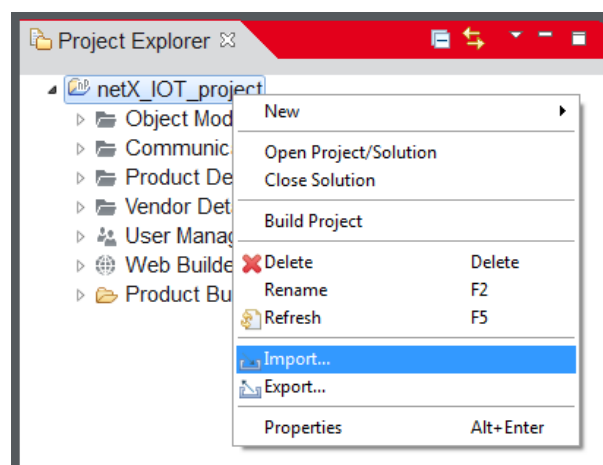 Project Explorer
netX_IOT_project
New
Object Mod
Open Project/Solution
Communic
Close Solution
Product De
Vendor Det
Build Project
User Manag
Web Builde
Delete Delete
Product Bu
Rename F2
Refresh F5
Import...
Export...
Properties Alt+Enter